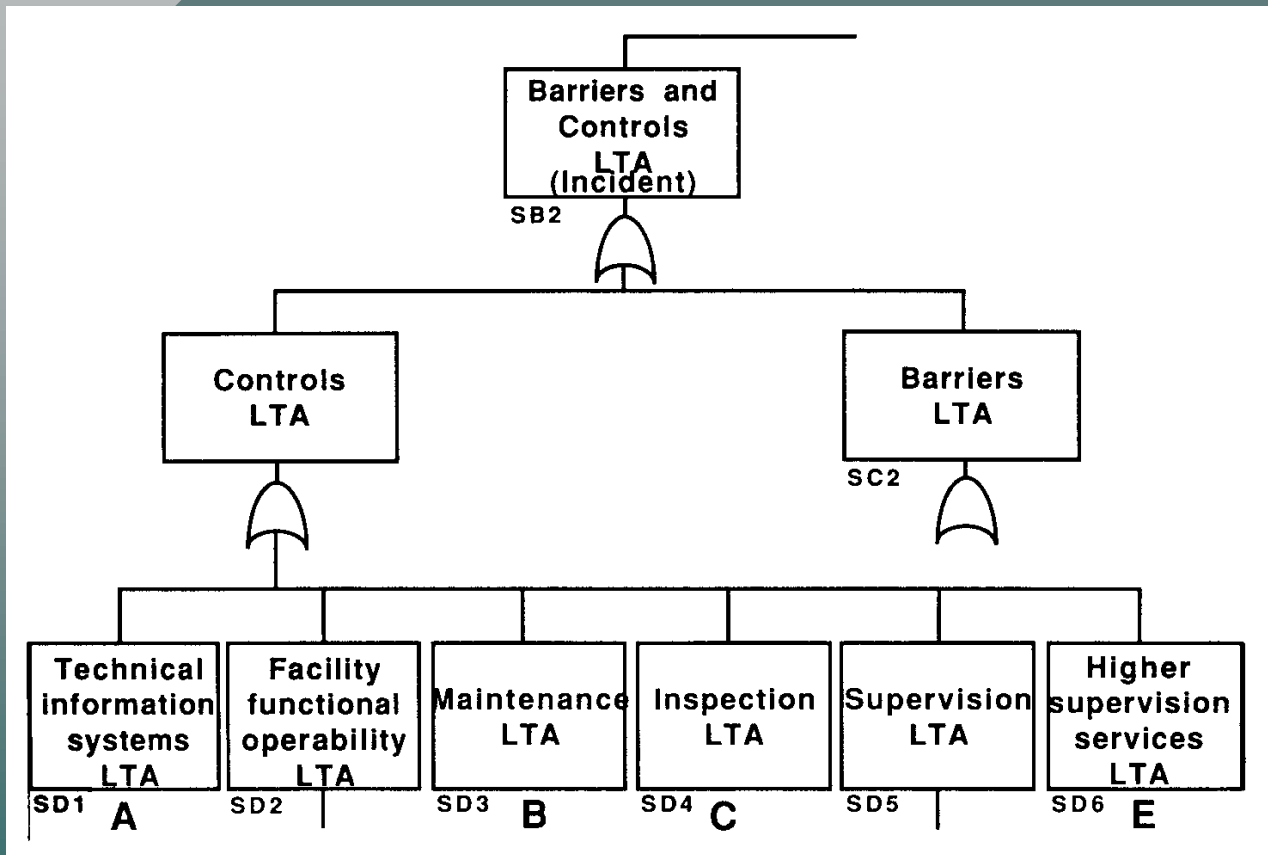 Barriers and
Controls
LTA
(Incident)
SB2
Controls
LTA
Barriers
LTA
SC2
Technical
information
systems
LTA
SD1
A
Facility
functional
operability
LTA
SD2
Maintenance
LTA
SD3
B
Inspection
LTA
SD4
C
Supervision
LTA
SD5
Higher
supervision
services
LTA
SD6
E